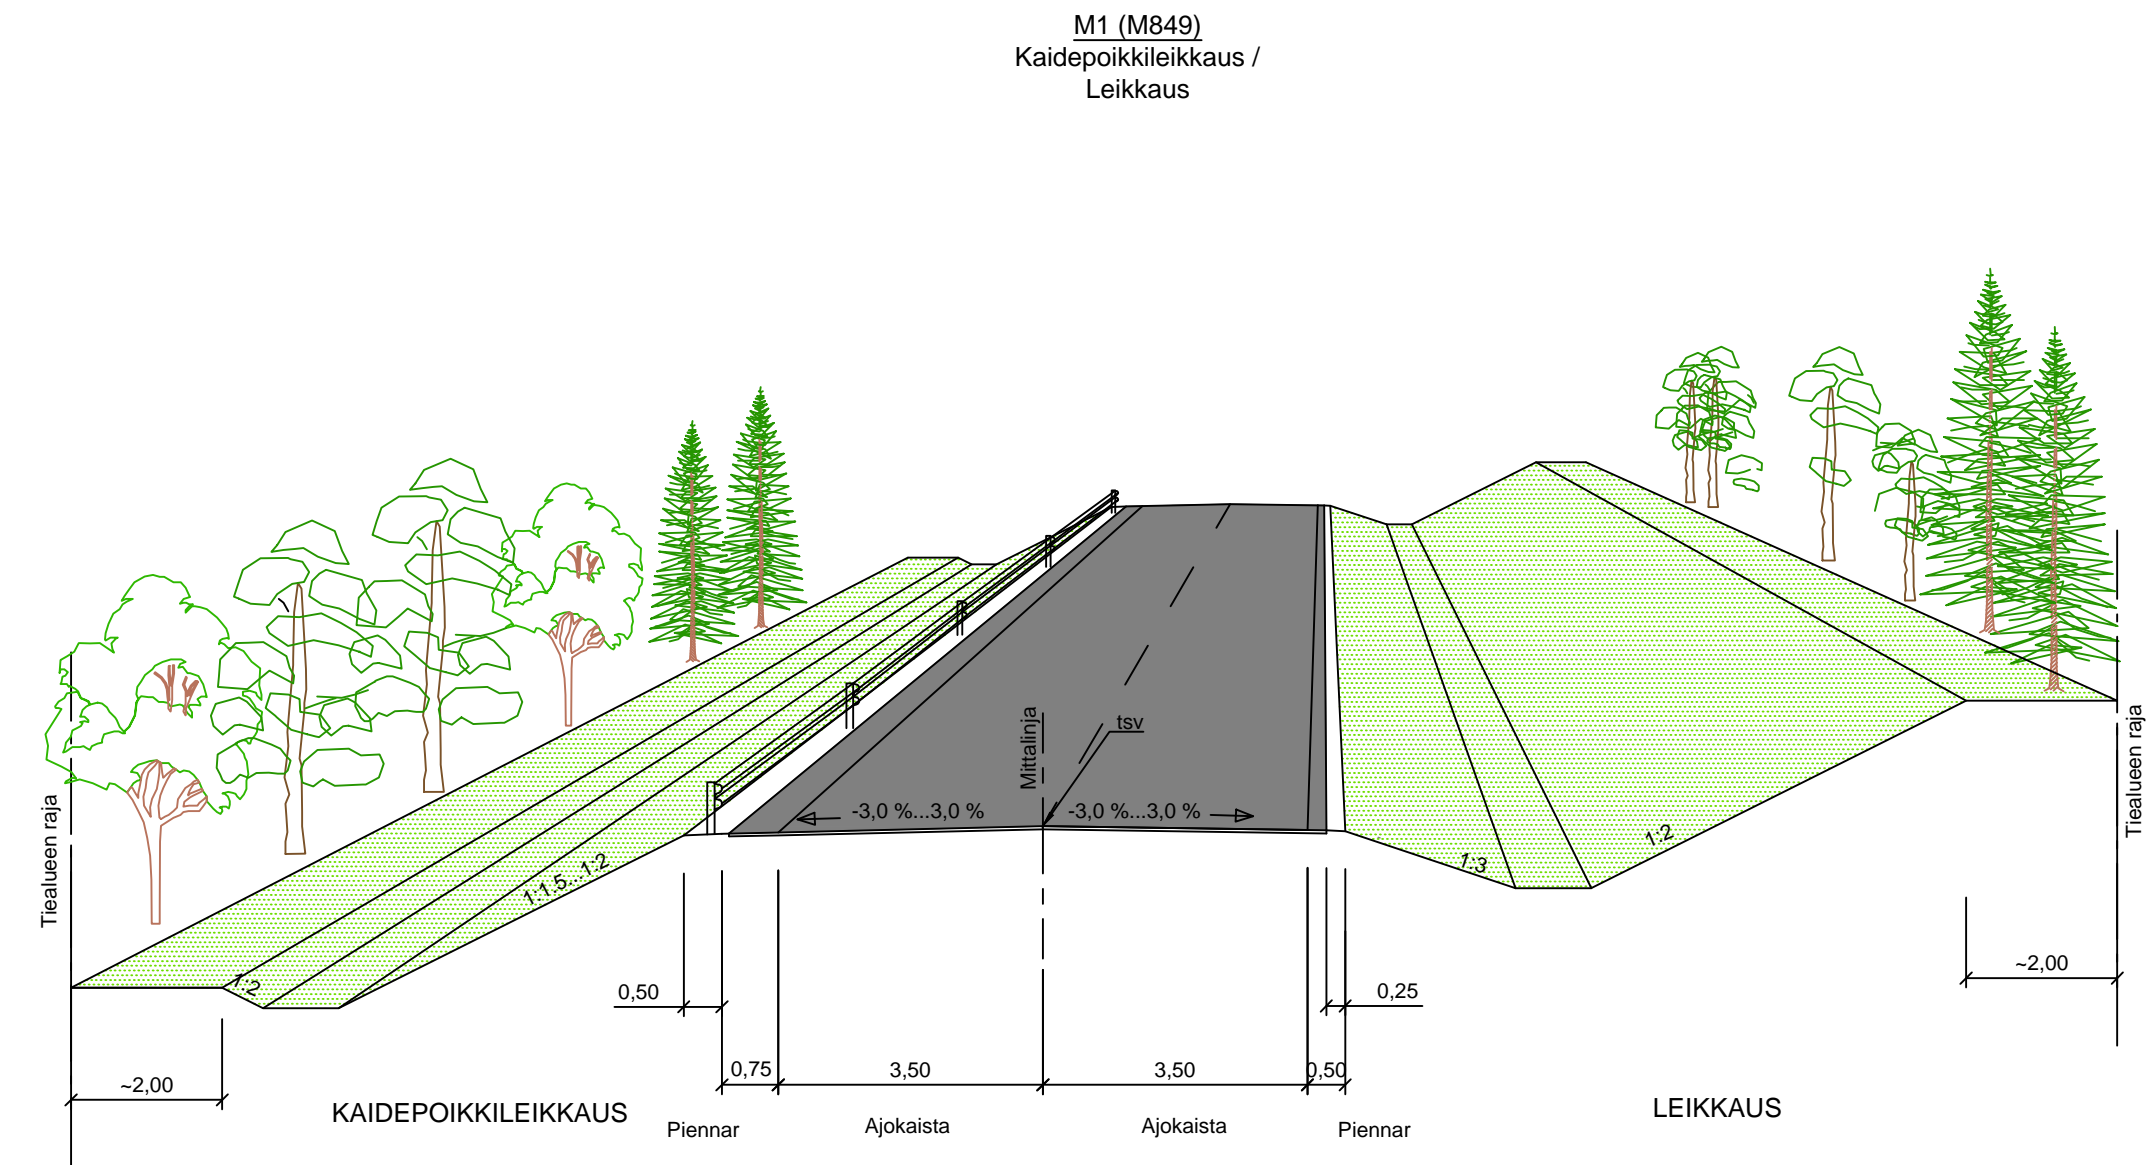 M1 (M849)
Kaidepoikkileikkaus /
Leikkaus
tsv
Mittalinja
-3,0 %...3,0 %
-3,0 %...3,0 %
Tiealueen raja
Tiealueen raja
1:1.5...1:2
1:2
1:3
1:2
0,50
0,25
~2,00
~2,00
0,75
3,50
3,50
0,50
KAIDEPOIKKILEIKKAUS
LEIKKAUS
Piennar
Ajokaista
Ajokaista
Piennar